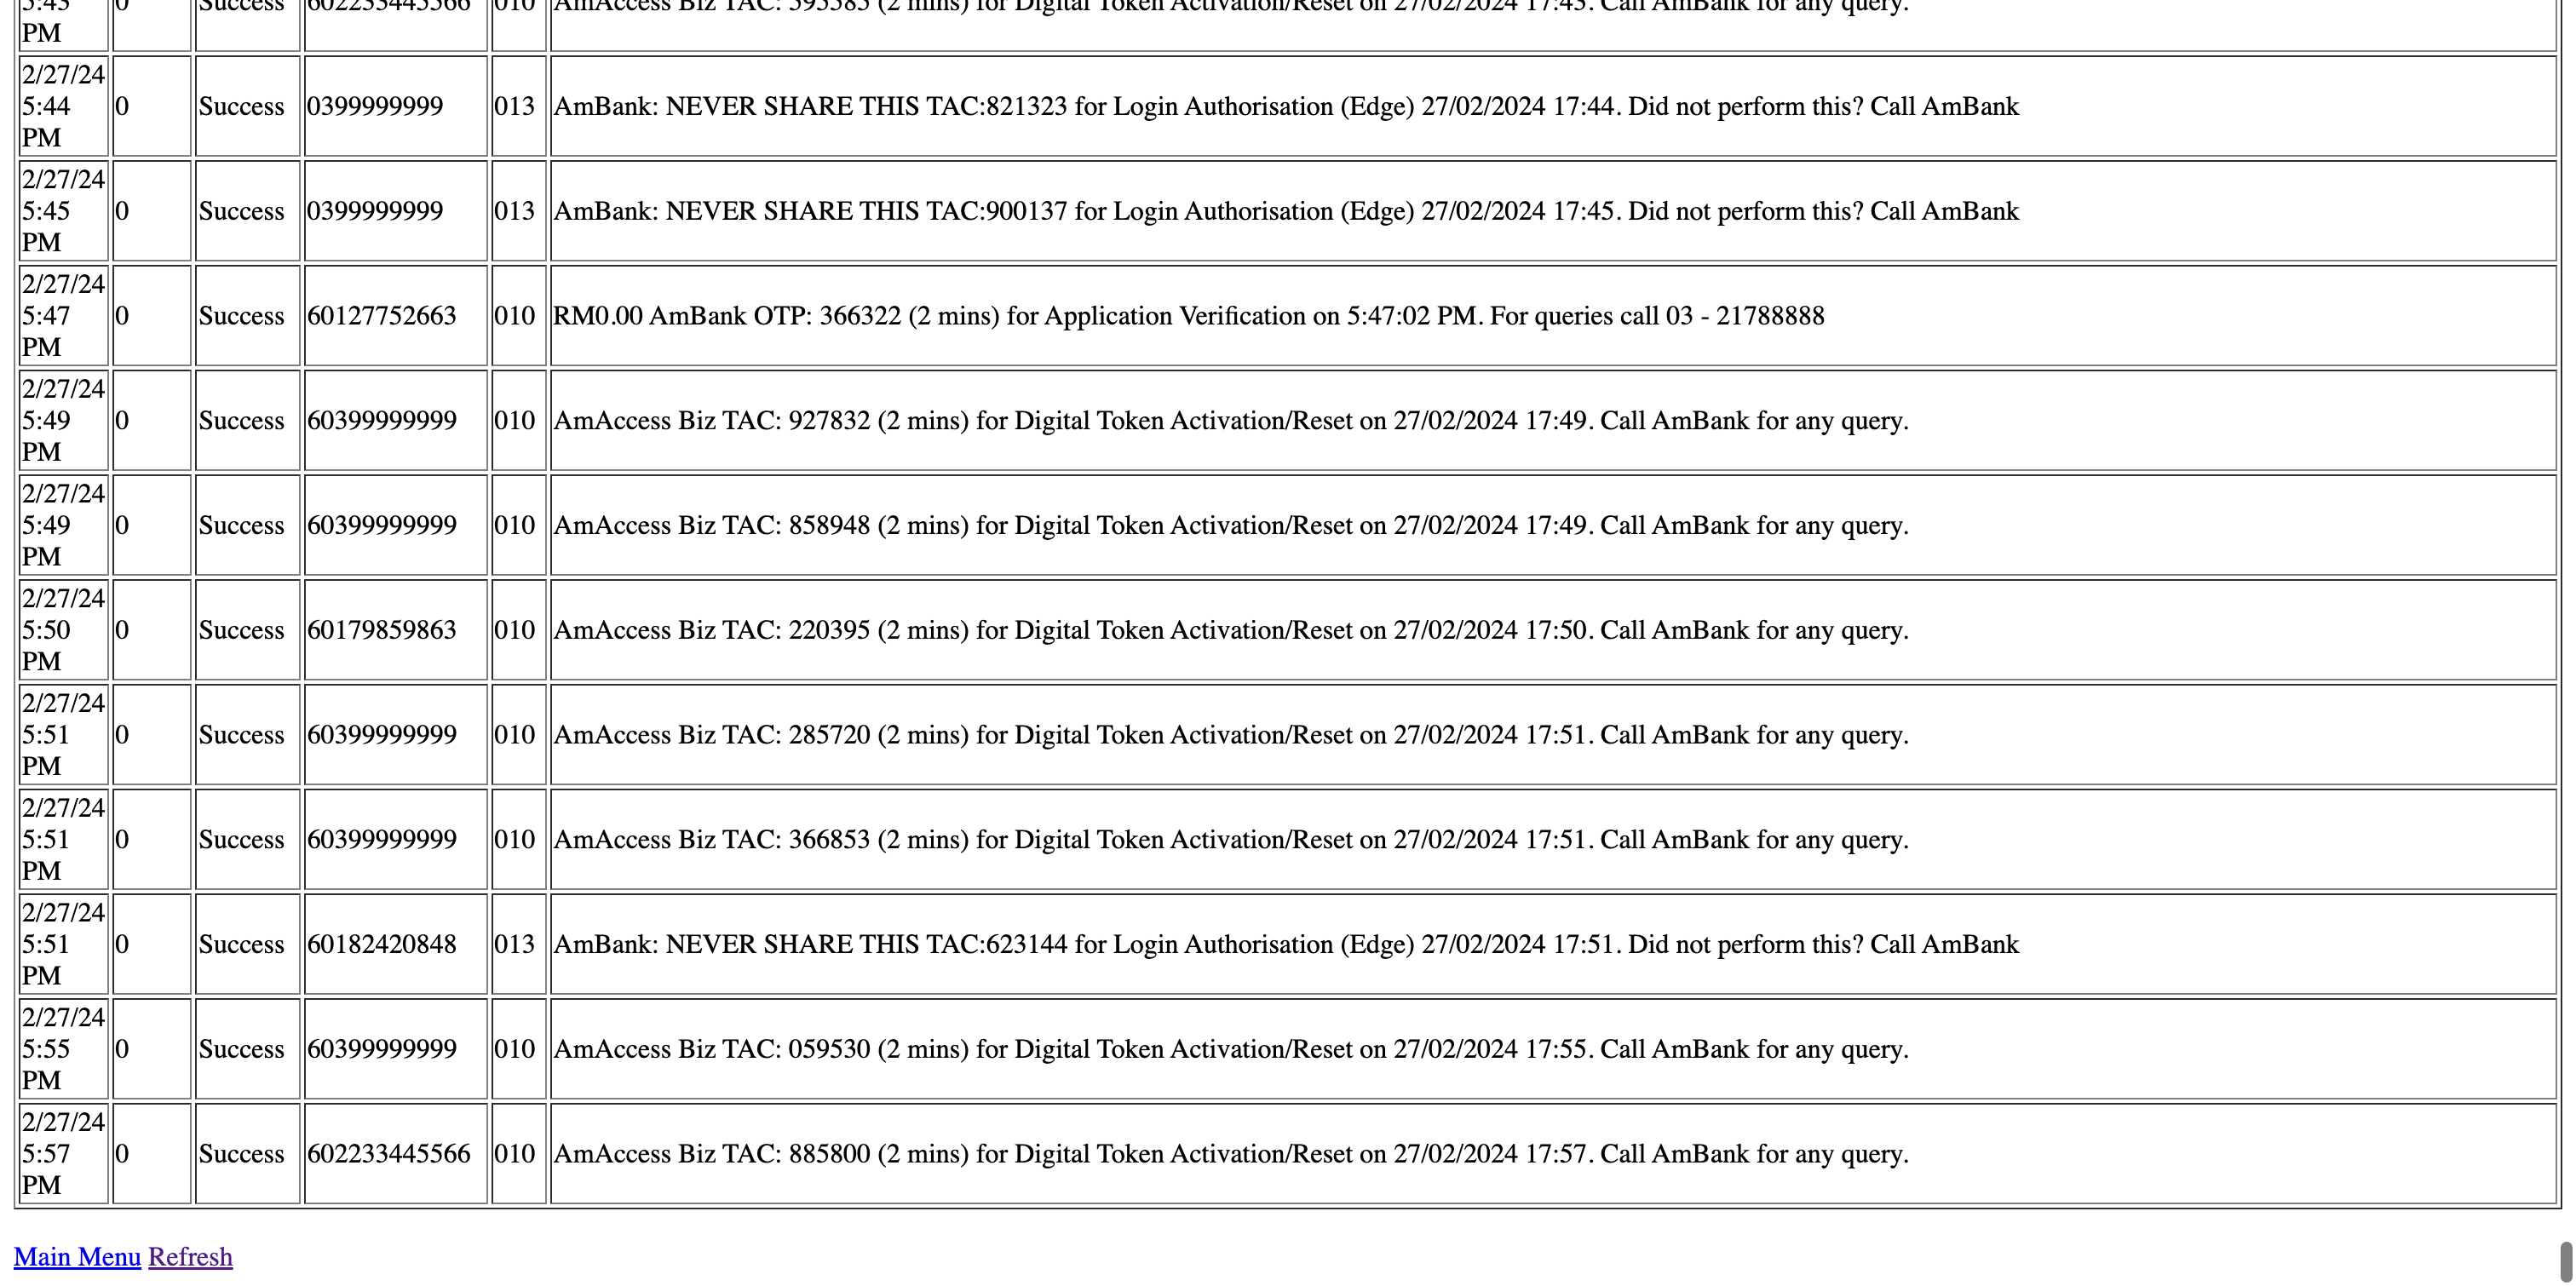 5:43
PM
0
Success
602233445566
010
AmAccess Biz TAC: 595585 (2 mins) for Digital Token Activation/Reset on 27/02/2024 17:43. Call AmBank for any query.
2/27/24
5:44
PM
0
Success
0399999999
013
AmBank: NEVER SHARE THIS TAC:821323 for Login Authorisation (Edge) 27/02/2024 17:44. Did not perform this? Call AmBank
2/27/24
5:45
PM
0
Success
0399999999
013
AmBank: NEVER SHARE THIS TAC:900137 for Login Authorisation (Edge) 27/02/2024 17:45. Did not perform this? Call AmBank
2/27/24
5:47
PM
0
Success
60127752663
010
RM0.00 AmBank OTP: 366322 (2 mins) for Application Verification on 5:47:02 PM. For queries call 03 - 21788888
2/27/24
5:49
PM
0
Success
60399999999
010
AmAccess Biz TAC: 927832 (2 mins) for Digital Token Activation/Reset on 27/02/2024 17:49. Call AmBank for any query.
2/27/24
5:49
PM
0
Success
60399999999
010
AmAccess Biz TAC: 858948 (2 mins) for Digital Token Activation/Reset on 27/02/2024 17:49. Call AmBank for any query.
2/27/24
5:50
PM
0
Success
60179859863
010
AmAccess Biz TAC: 220395 (2 mins) for Digital Token Activation/Reset on 27/02/2024 17:50. Call AmBank for any query.
2/27/24
5:51
PM
0
Success
60399999999
010
AmAccess Biz TAC: 285720 (2 mins) for Digital Token Activation/Reset on 27/02/2024 17:51. Call AmBank for any query.
2/27/24
5:51
PM
0
Success
60399999999
010
AmAccess Biz TAC: 366853 (2 mins) for Digital Token Activation/Reset on 27/02/2024 17:51. Call AmBank for any query.
2/27/24
5:51
PM
0
Success
60182420848
013
AmBank: NEVER SHARE THIS TAC:623144 for Login Authorisation (Edge) 27/02/2024 17:51. Did not perform this? Call AmBank
2/27/24
5:55
PM
0
Success
60399999999
010
AmAccess Biz TAC: 059530 (2 mins) for Digital Token Activation/Reset on 27/02/2024 17:55. Call AmBank for any query.
2/27/24
5:57
PM
0
Success
602233445566
010
AmAccess Biz TAC: 885800 (2 mins) for Digital Token Activation/Reset on 27/02/2024 17:57. Call AmBank for any query.
Main Menu Refresh